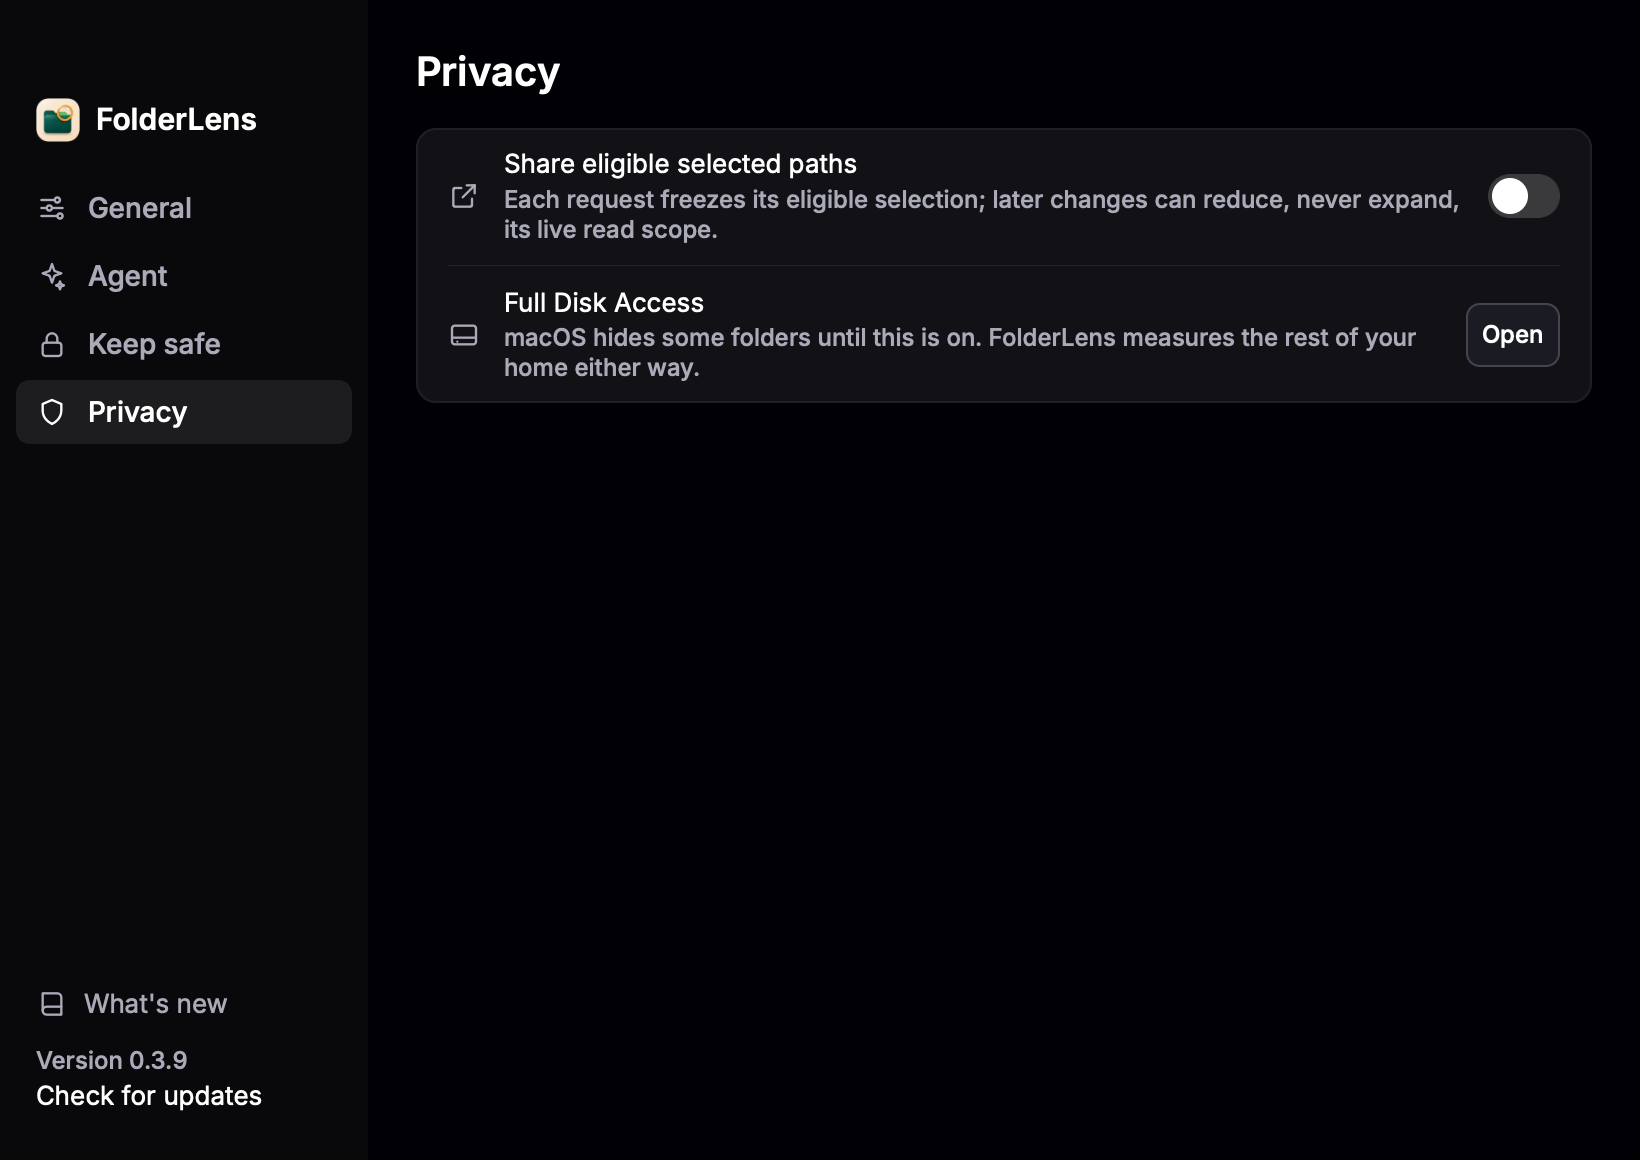 FolderLens
General
Agent
Keep safe
Privacy
What's new
Version 0.3.9
Check for updates
Privacy
Share eligible selected paths
Each request freezes its eligible selection; later changes can reduce, never expand,
its live read scope.
Full Disk Access
macOS hides some folders until this is on. FolderLens measures the rest of your
home either way.
Open